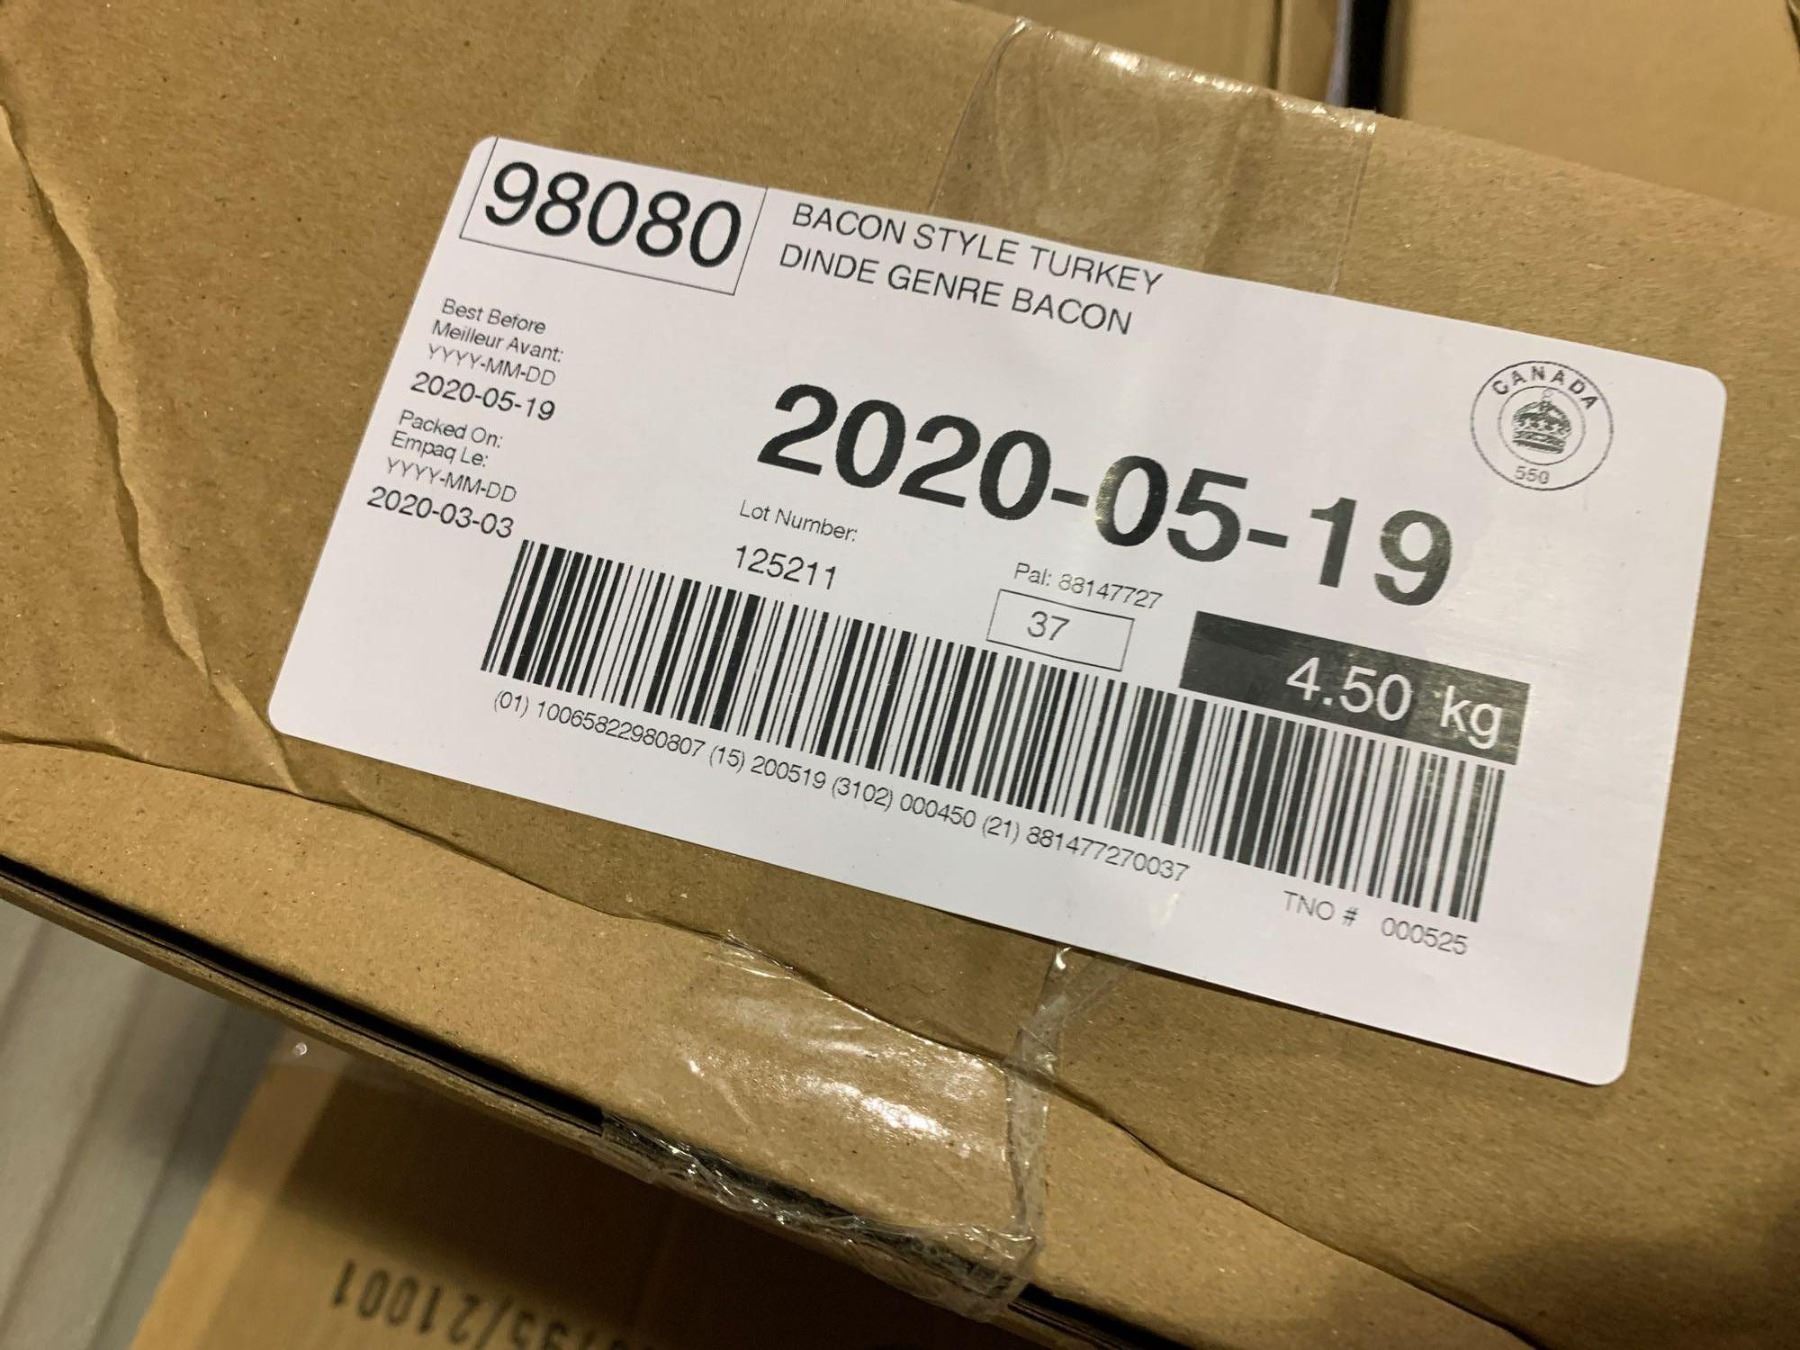 98080
BACON STYLE TURKEY
DINDE GENRE BACON
Best Before
Meilleur Avant:
YYYY-MM-DD
2020-05-19
Packed On:
Empaq Le:
YYYY-MM-DD
2020-03-03
2020-05-19
CANADA
550
Lot Number:
125211
Pal: 88147727
37
4.50 kg
(01) 10065822980807 (15) 200519 (3102) 000450 (21) 881477270037
TNO # 000525